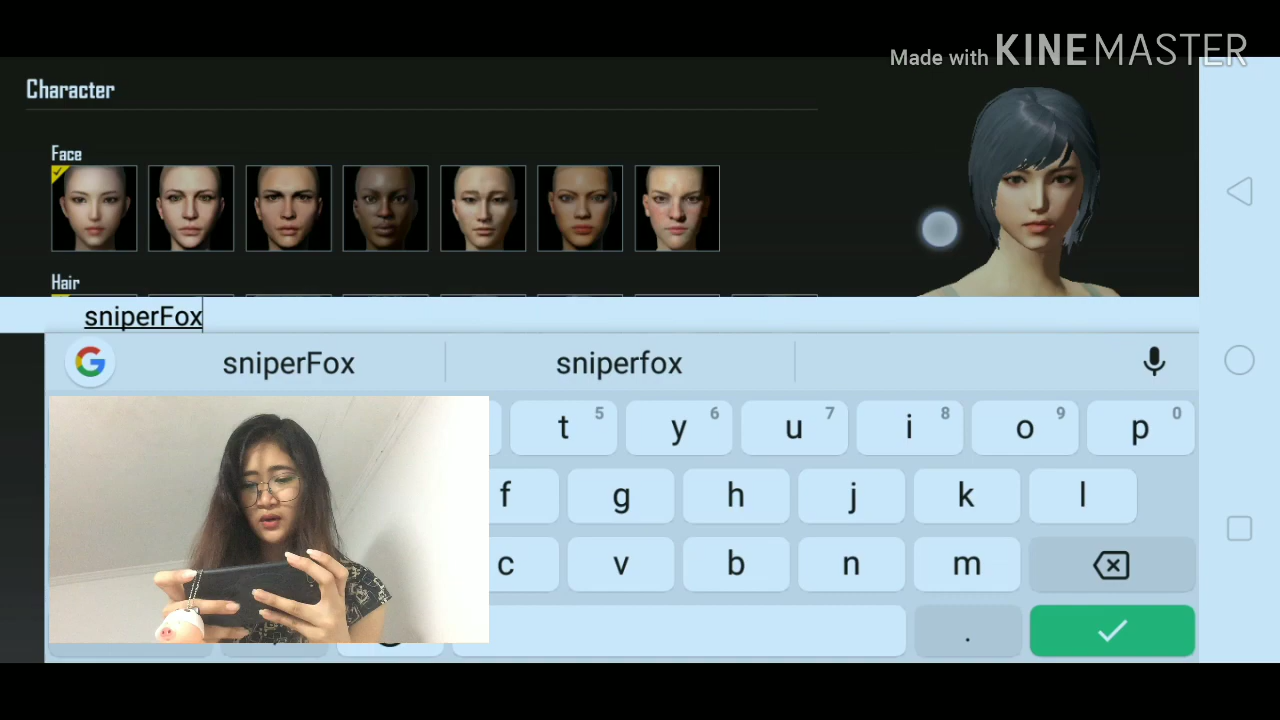 Made with KINEMASTER
Character
Face
Hair
sniperFox
sniperFox sniperfox
t 5 y 6 u 7 i 8 o 9 p 0
f g h j k l
c v b n m
.